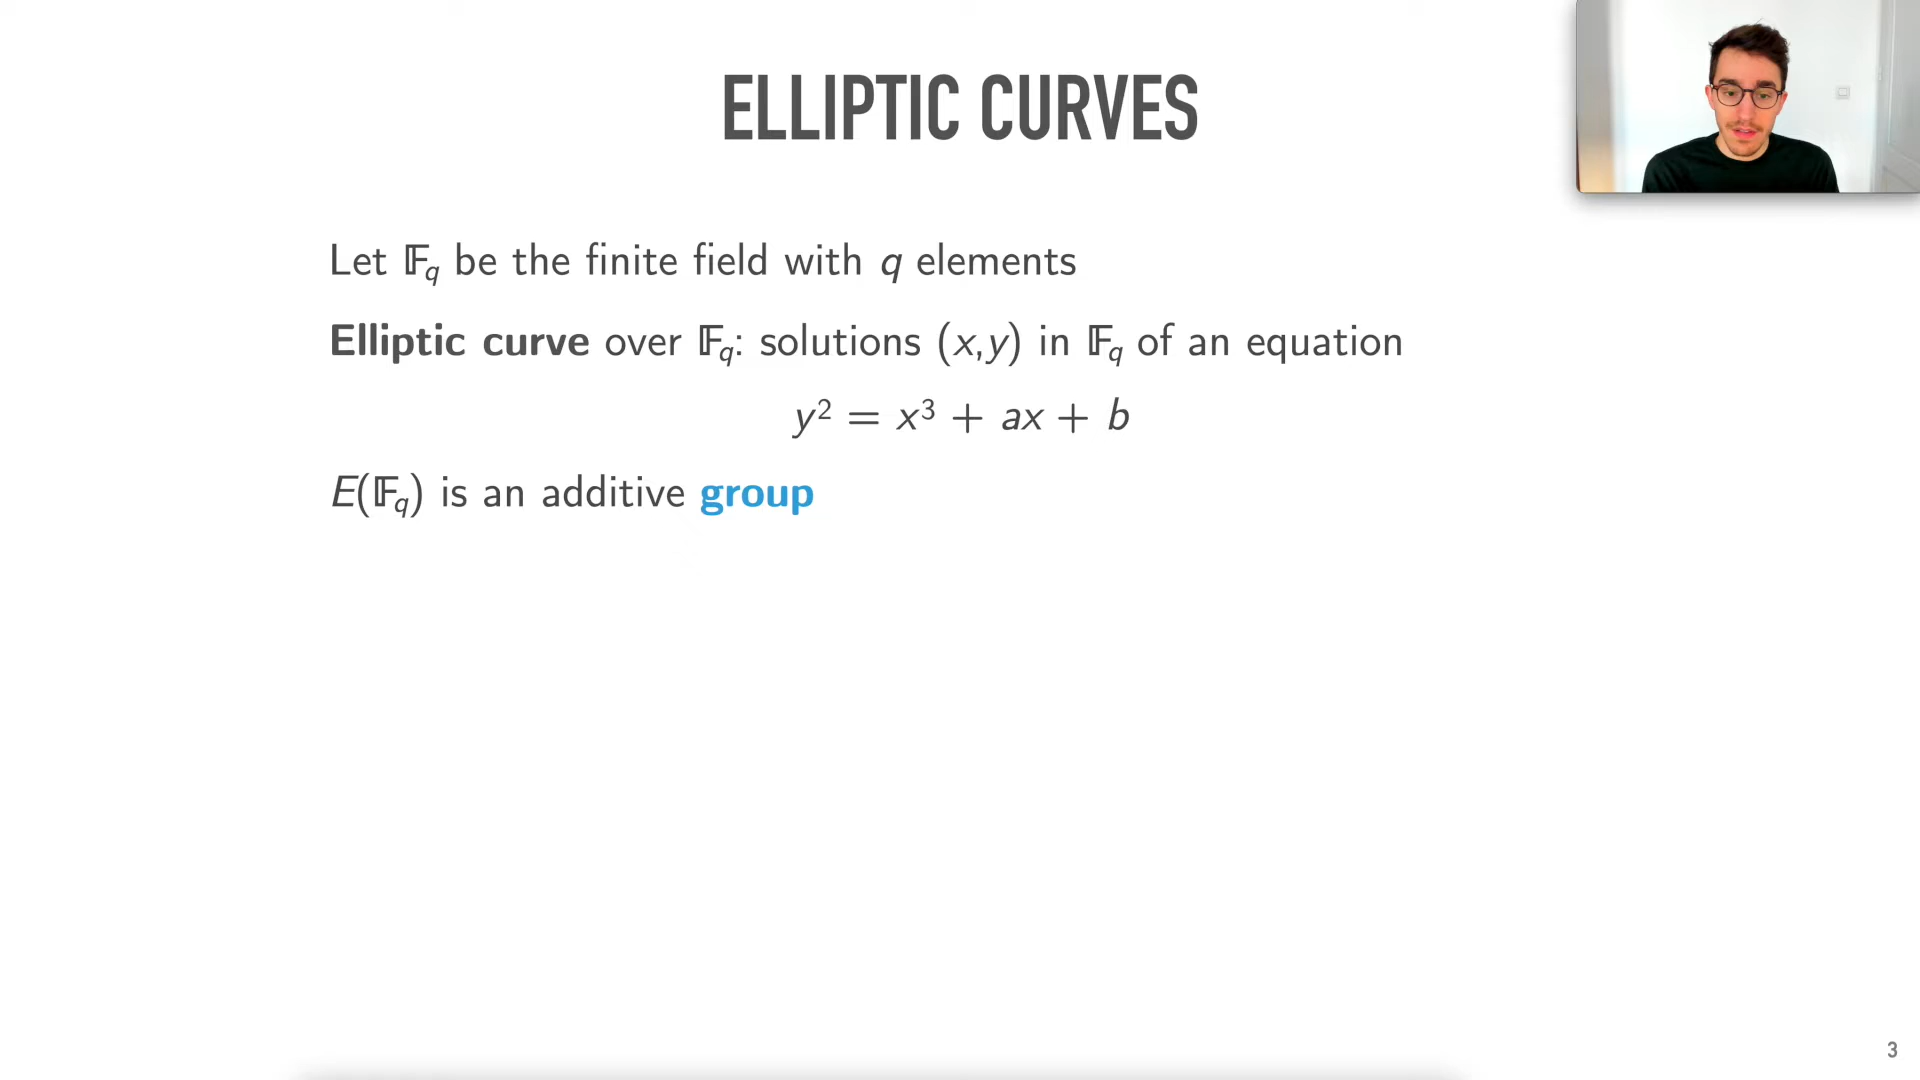 ELLIPTIC CURVES
Let 𝔽q be the finite field with q elements
Elliptic curve over 𝔽q: solutions (x,y) in 𝔽q of an equation
y² = x³ + ax + b
E(𝔽q) is an additive group
3